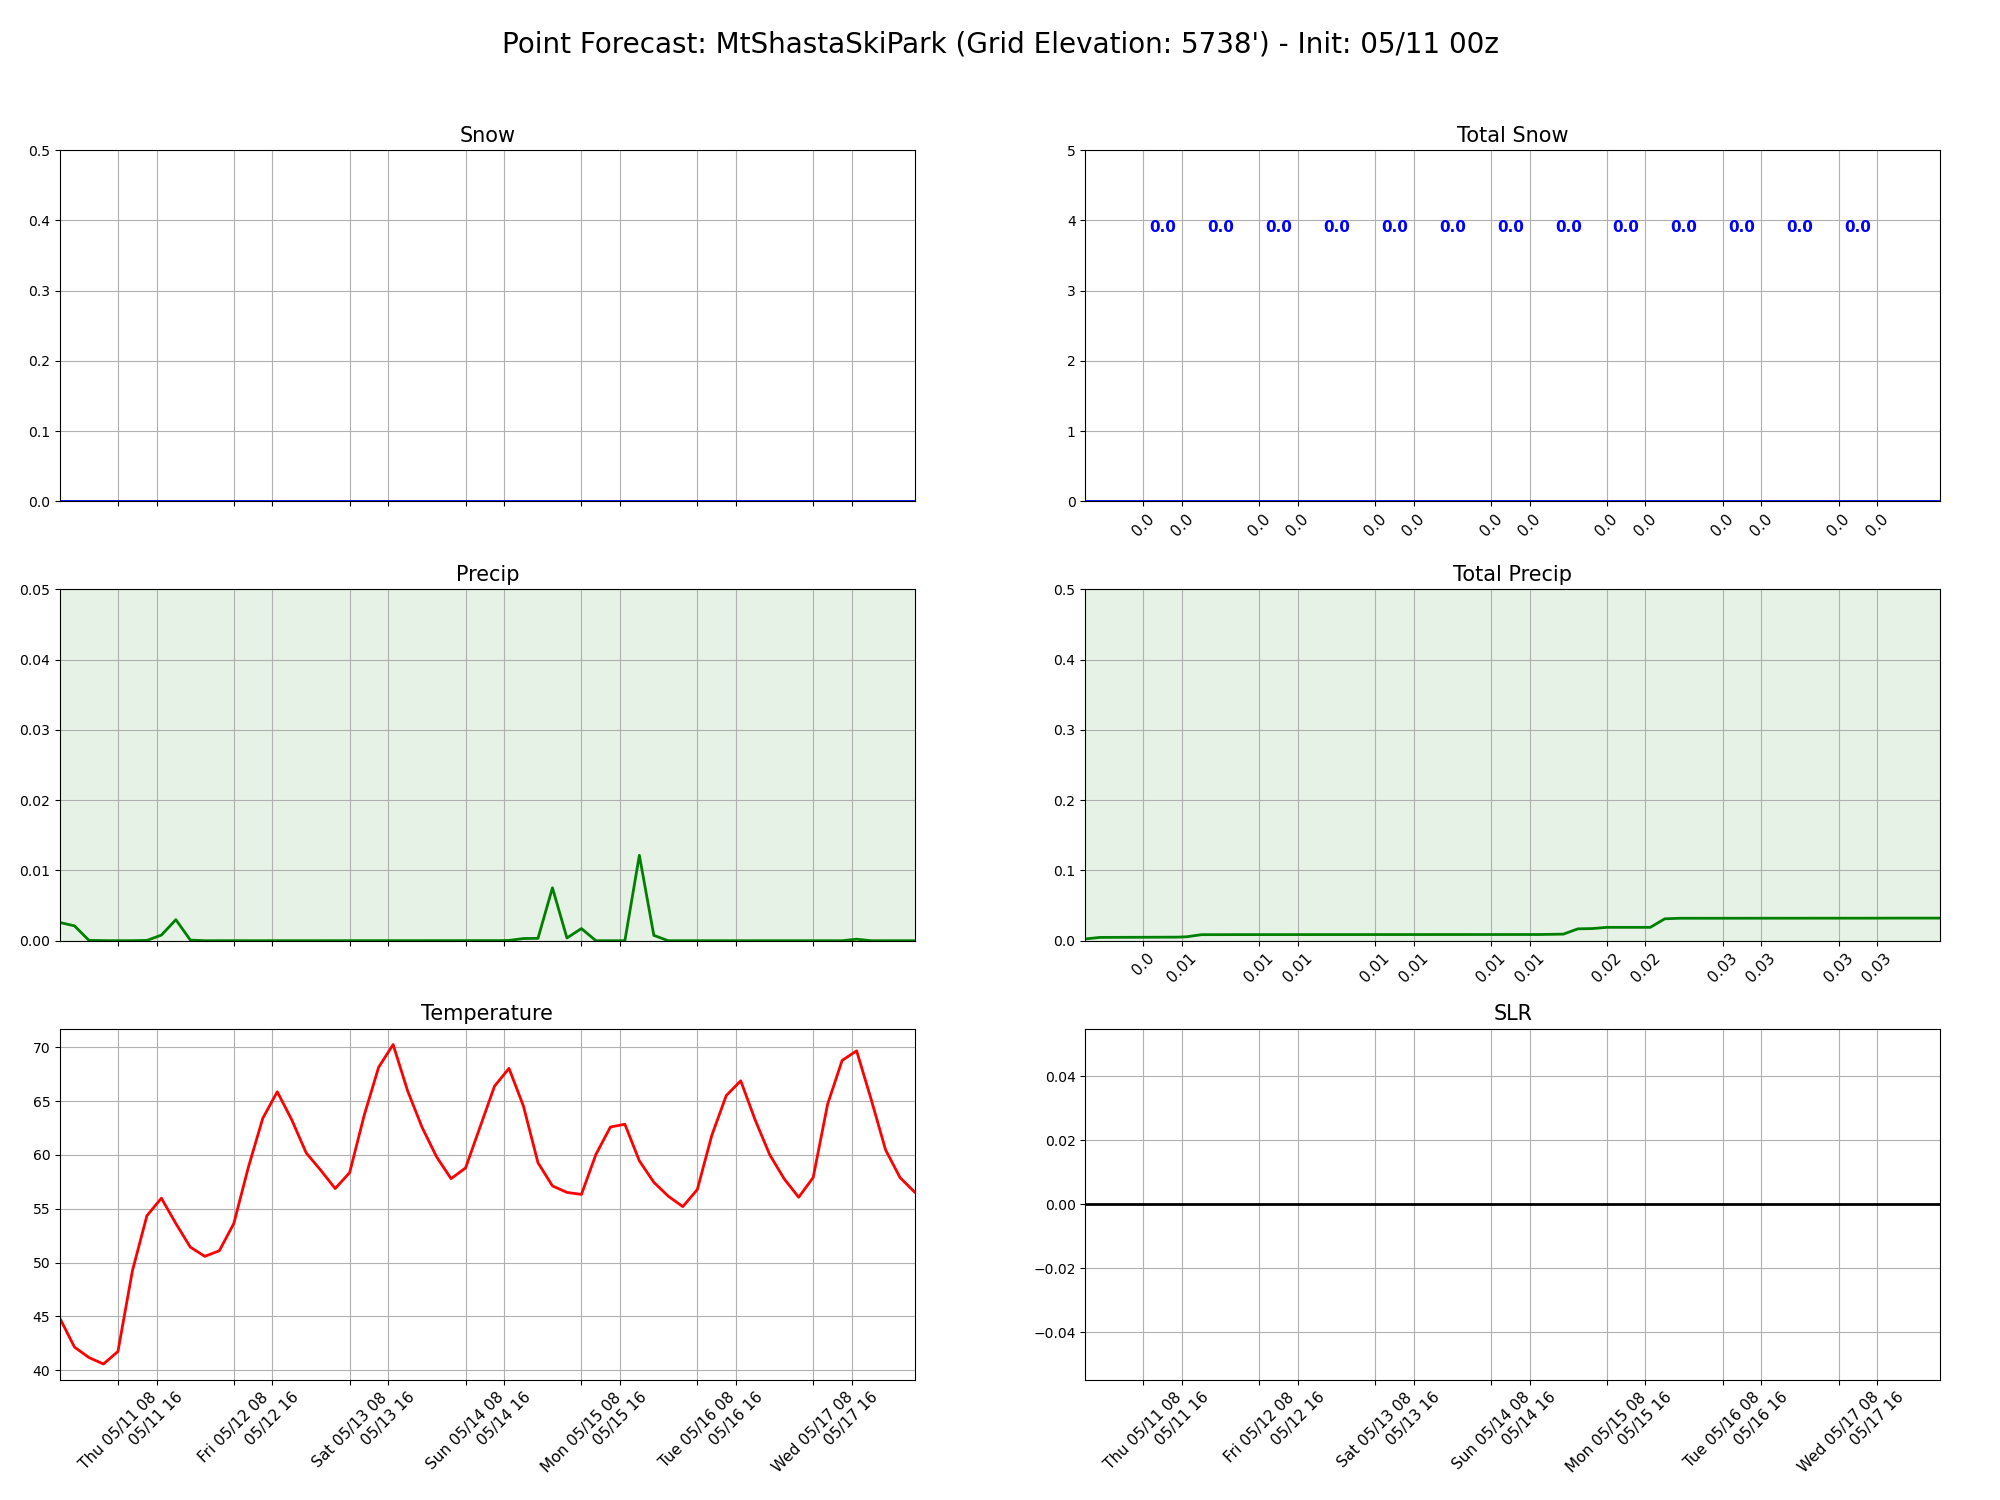 Point Forecast: MtShastaSkiPark (Grid Elevation: 5738') - Init: 05/11 00z
Snow
0.5
0.4
0.3
0.2
0.1
0.0
Total Snow
5
4
3
2
1
0
0.0 0.0 0.0 0.0 0.0 0.0 0.0 0.0 0.0 0.0 0.0 0.0 0.0
0.0 0.0 0.0 0.0 0.0 0.0 0.0 0.0 0.0 0.0 0.0 0.0 0.0 0.0
Precip
0.05
0.04
0.03
0.02
0.01
0.00
Total Precip
0.5
0.4
0.3
0.2
0.1
0.0
0.0 0.01 0.01 0.01 0.01 0.01 0.01 0.01 0.02 0.02 0.03 0.03 0.03 0.03
Temperature
70
65
60
55
50
45
40
Thu 05/11 08
05/11 16
Fri 05/12 08
05/12 16
Sat 05/13 08
05/13 16
Sun 05/14 08
05/14 16
Mon 05/15 08
05/15 16
Tue 05/16 08
05/16 16
Wed 05/17 08
05/17 16
SLR
0.04
0.02
0.00
−0.02
−0.04
Thu 05/11 08
05/11 16
Fri 05/12 08
05/12 16
Sat 05/13 08
05/13 16
Sun 05/14 08
05/14 16
Mon 05/15 08
05/15 16
Tue 05/16 08
05/16 16
Wed 05/17 08
05/17 16